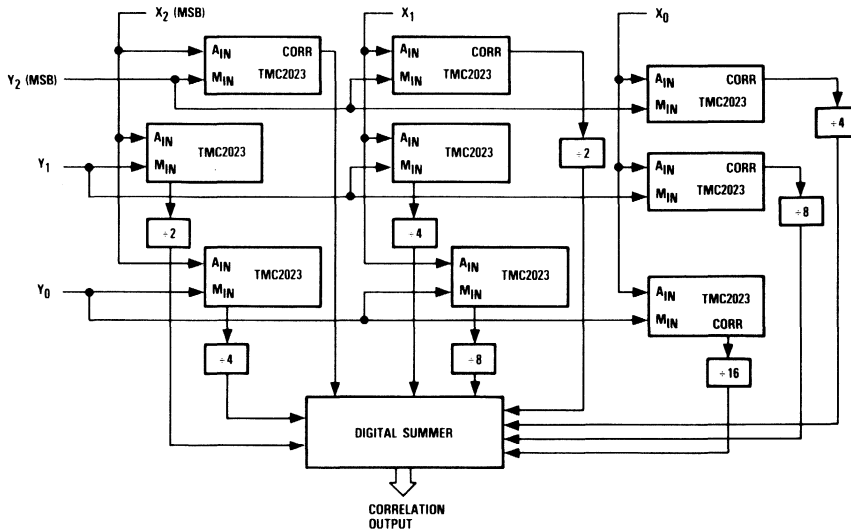 X2 (MSB)
X1
X0
AIN
CORR
TMC2023
MIN
AIN
CORR
TMC2023
MIN
Y2 (MSB)
AIN
CORR
TMC2023
MIN
÷4
AIN
TMC2023
MIN
AIN
TMC2023
MIN
÷2
Y1
AIN
CORR
TMC2023
MIN
÷8
÷2
÷4
AIN
TMC2023
MIN
AIN
TMC2023
MIN
Y0
AIN
TMC2023
MIN
CORR
÷4
÷8
÷16
DIGITAL SUMMER
CORRELATION
OUTPUT